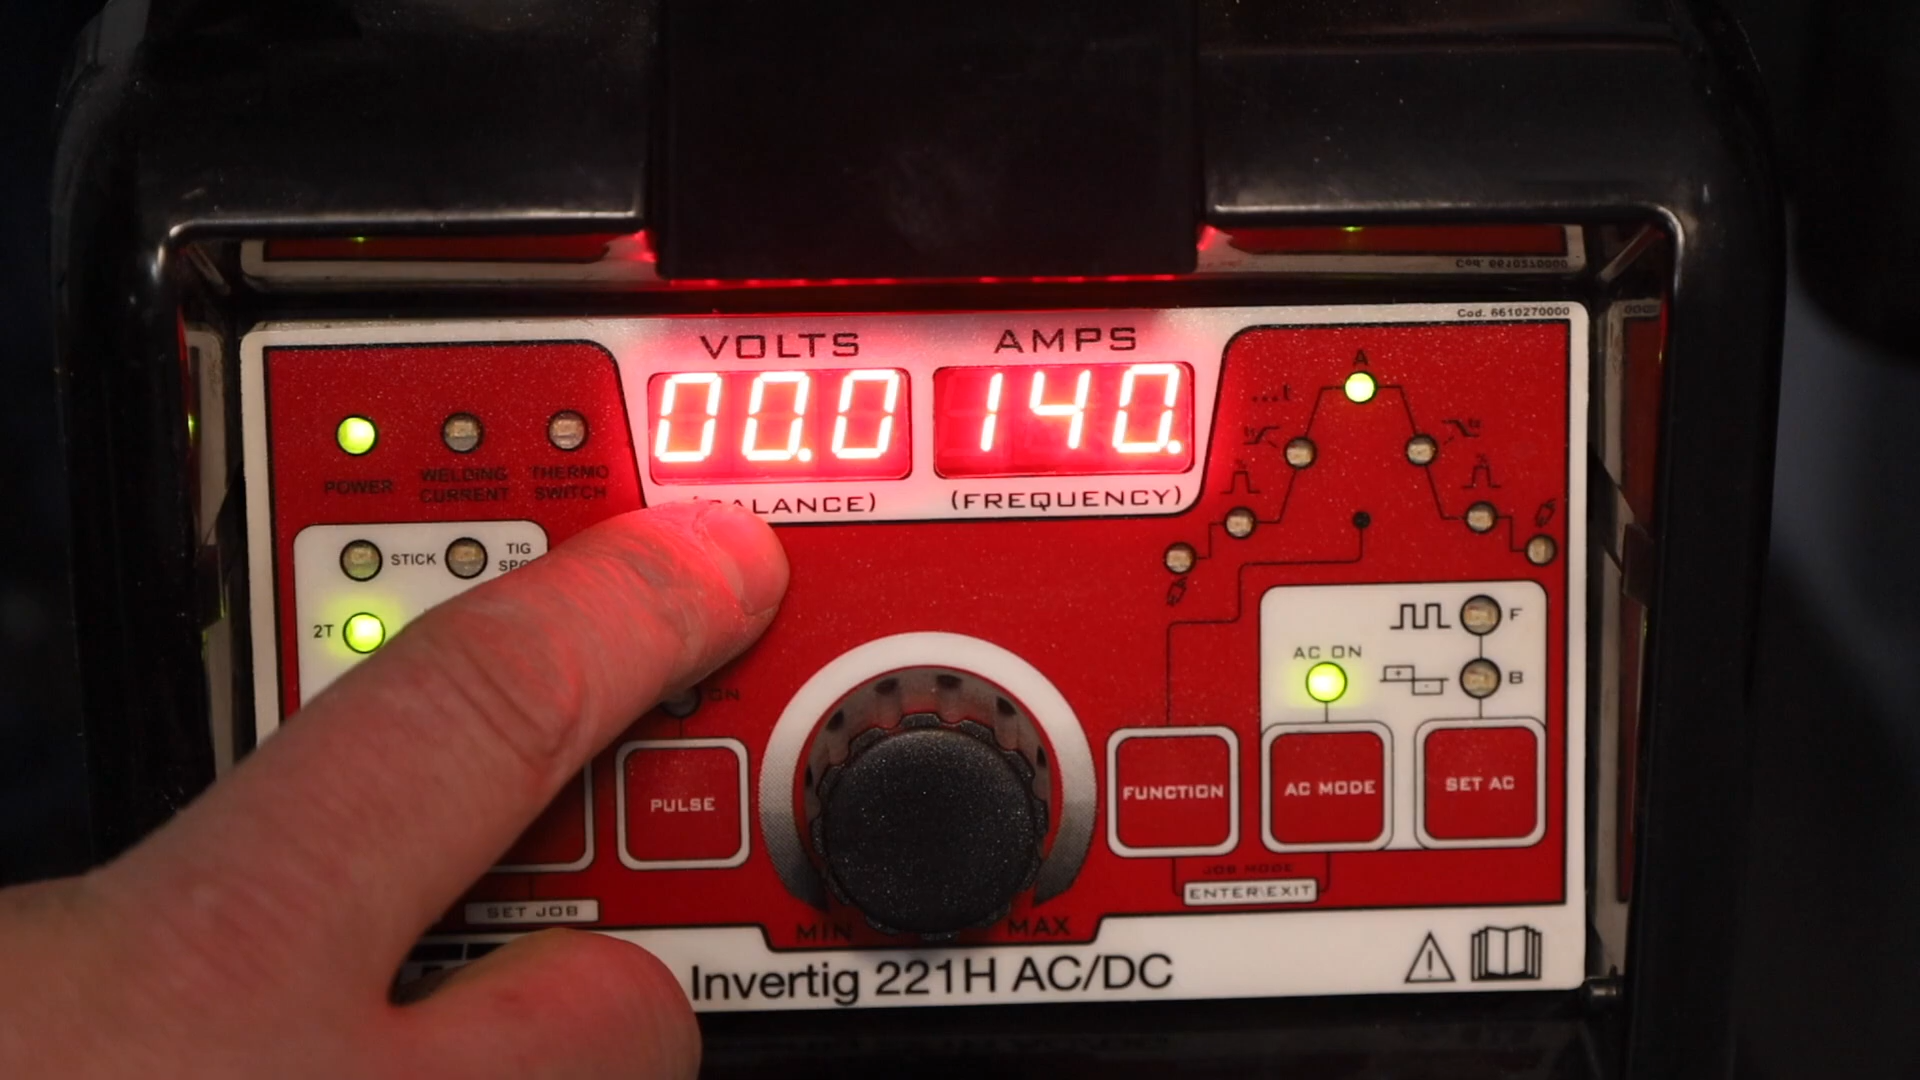 Cod. 6610270000
VOLTS AMPS
00.0 140.
(BALANCE) (FREQUENCY)
A
...t
POWER
WELDING
CURRENT
THERMO
SWITCH
STICK
TIG
2T
ON
AC ON
F
B
PULSE
FUNCTION
AC MODE
SET AC
JOB MODE
ENTER\EXIT
SET JOB
MIN MAX
Invertig 221H AC/DC